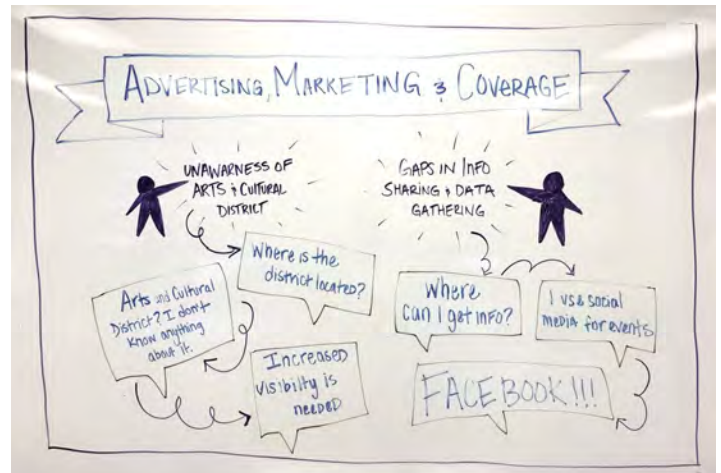 ADVERTISING, MARKETING & COVERAGE
UNAWARNESS OF
ARTS & CULTURAL
DISTRICT
Where is the
district located?
Arts and Cultural
District? I don't
know anything
about it.
Increased
visibilty is
needed
GAPS IN INFO
SHARING & DATA
GATHERING
Where
can I get info?
I use social
media for events
FACEBOOK!!!